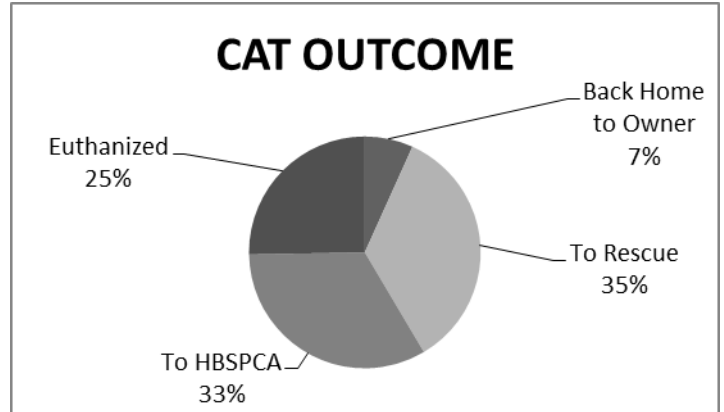 CAT OUTCOME
Back Home
to Owner
7%
Euthanized
25%
To Rescue
35%
To HBSPCA
33%